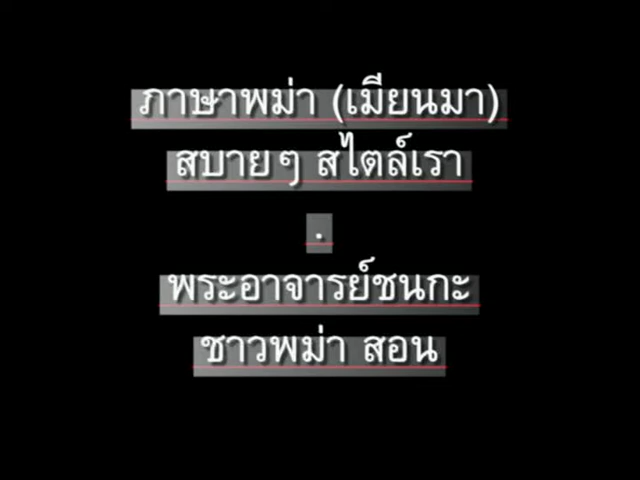 ภาษาพม่า (เมียนมา)
สบายๆ สไตล์เรา
.
พระอาจารย์ชนกะ
ชาวพม่า สอน